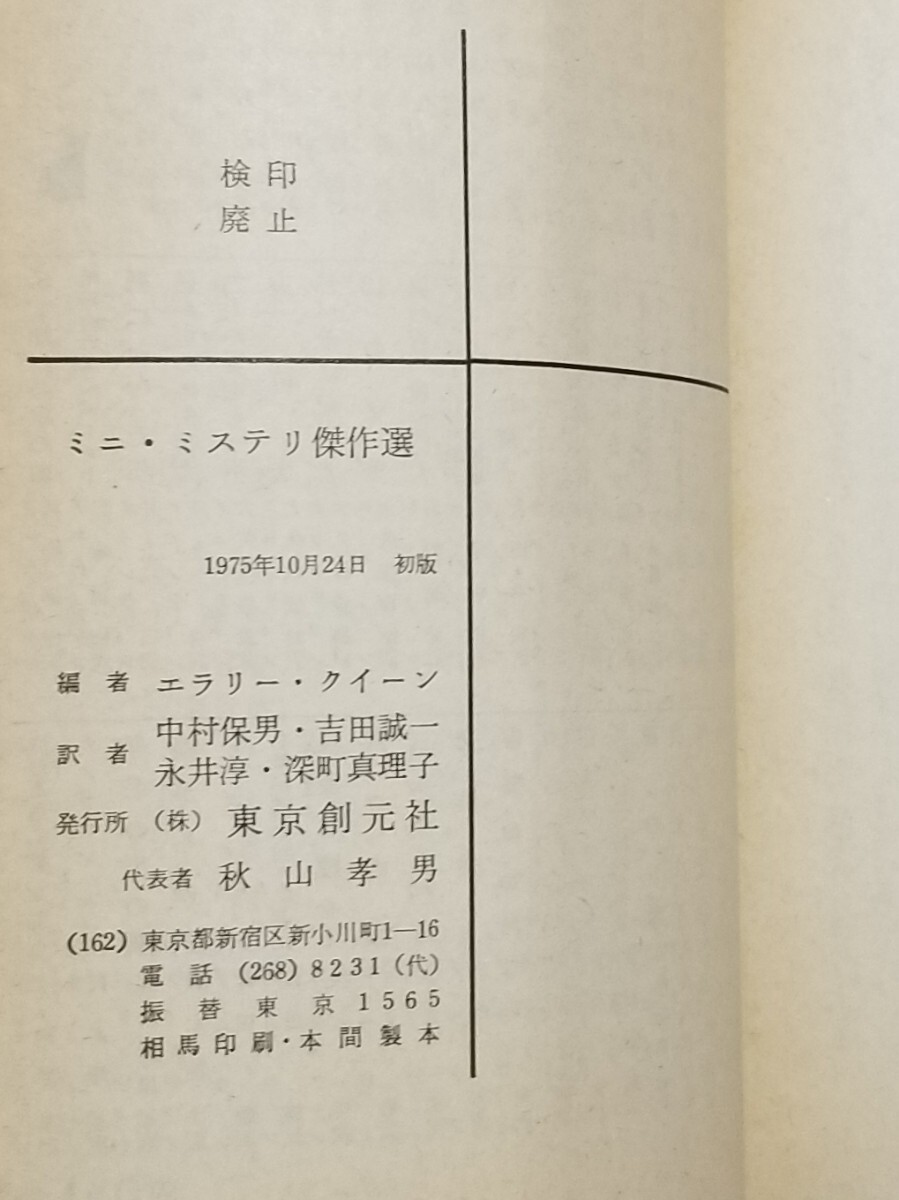 検印
廃止
ミニ・ミステリ傑作選
1975年10月24日 初版
編者 エラリー・クイーン
訳者 中村保男・吉田誠一
永井淳・深町真理子
発行所 (株) 東京創元社
代表者 秋山孝男
(162) 東京都新宿区新小川町1—16
電話 (268) 8231 (代)
振替東京1565
相馬印刷・本間製本